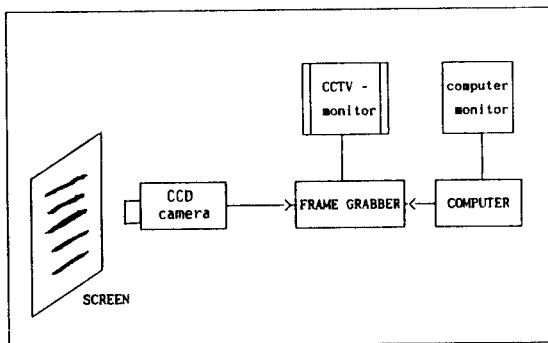 CCTV -
monitor
computer
monitor
CCD
camera
FRAME GRABBER
COMPUTER
SCREEN